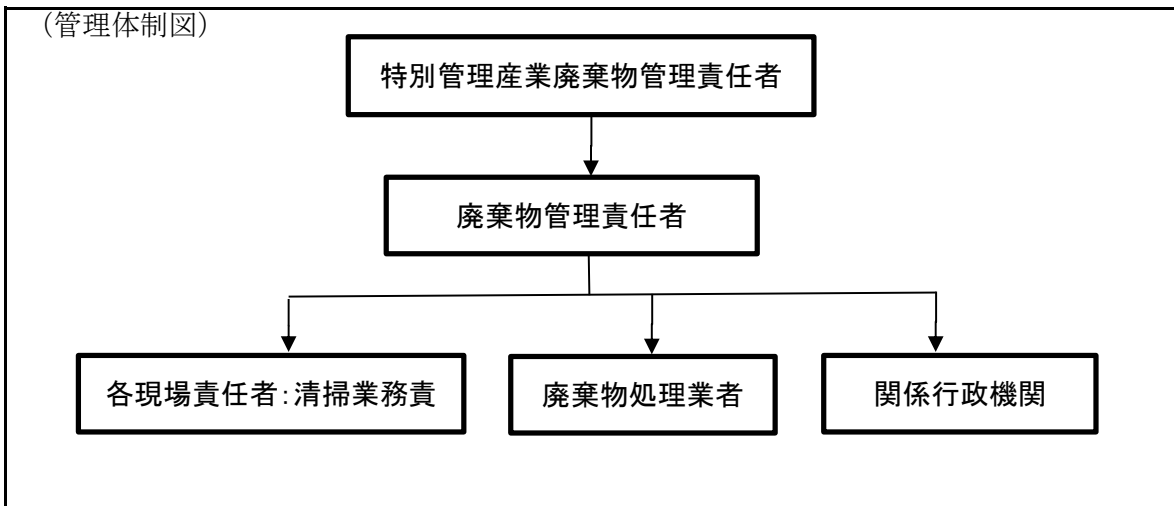 (管理体制図)
特別管理産業廃棄物管理責任者
廃棄物管理責任者
各現場責任者:清掃業務責
廃棄物処理業者
関係行政機関